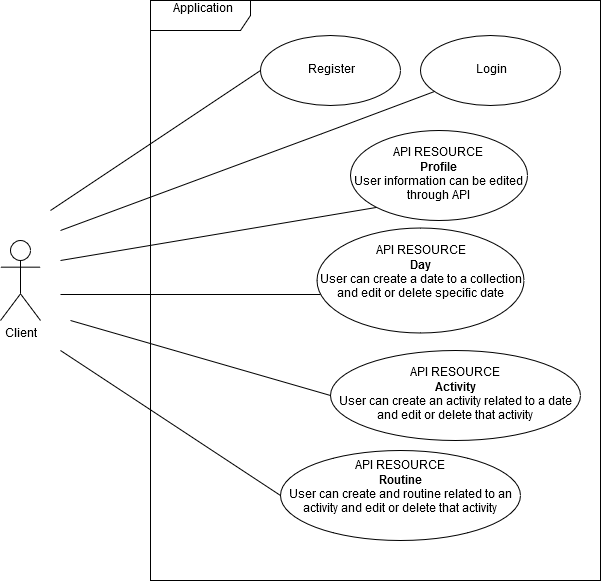 Application
Register
Login
API RESOURCE
Profile
User information can be edited
through API
API RESOURCE
Day
User can create a date to a collection
and edit or delete specific date
Client
API RESOURCE
Activity
User can create an activity related to a date
and edit or delete that activity
API RESOURCE
Routine
User can create and routine related to an
activity and edit or delete that activity